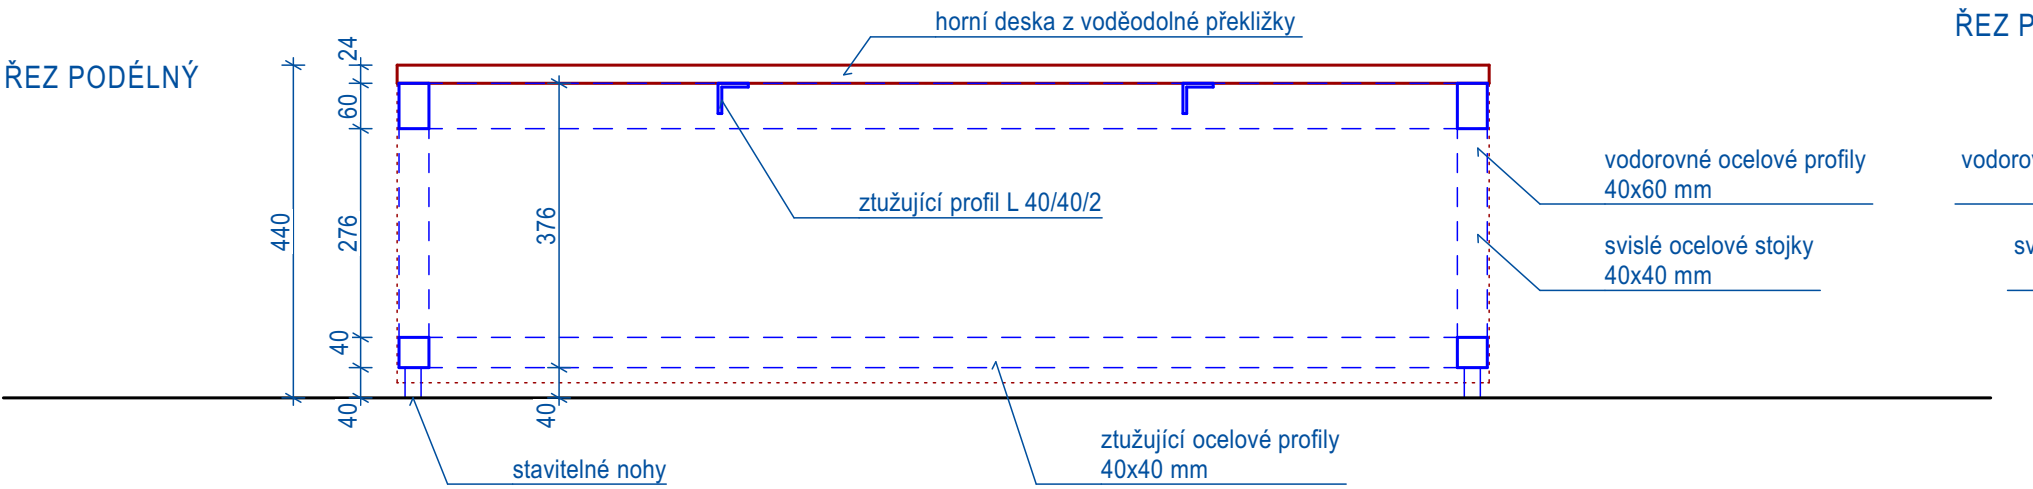 horní deska z voděodolné překližky
ŘEZ P
ŘEZ PODÉLNÝ
24
60
vodorovné ocelové profily
40x60 mm
vodorov
ztužující profil L 40/40/2
440
276
376
svislé ocelové stojky
40x40 mm
sv
40
40
40
ztužující ocelové profily
40x40 mm
stavitelné nohy